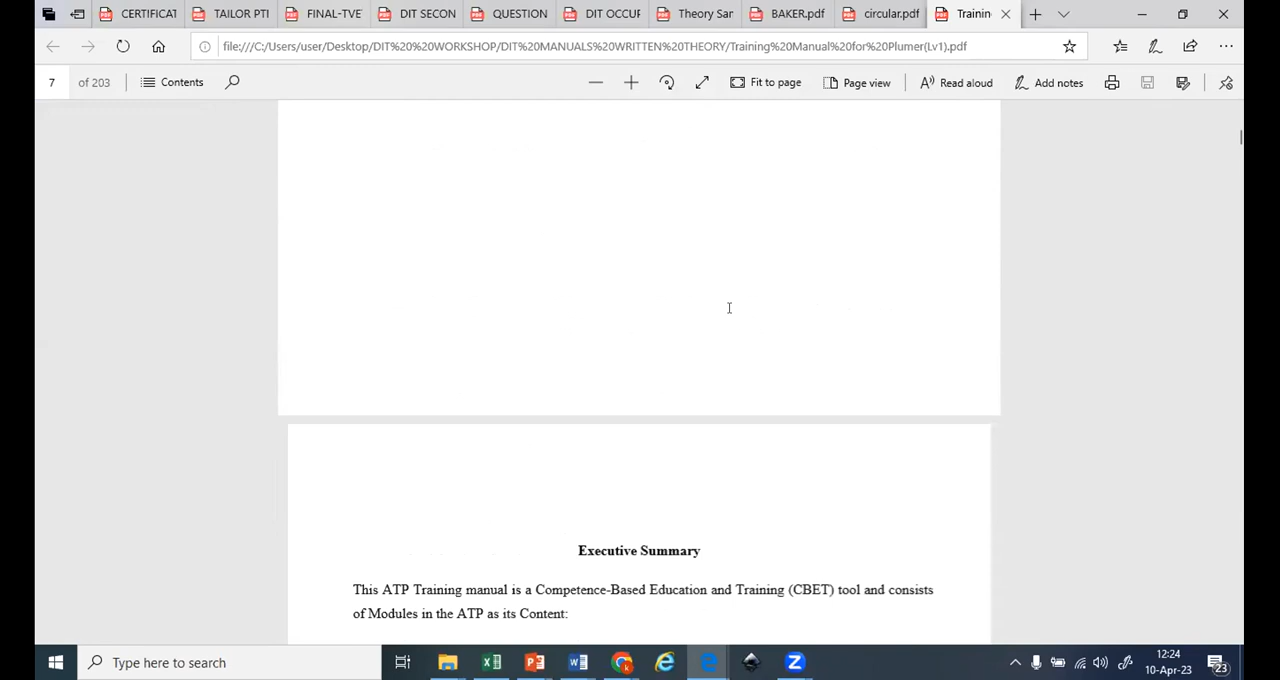 CERTIFICAT
TAILOR PTI
FINAL-TVE
DIT SECON
QUESTION
DIT OCCUF
Theory Sar
BAKER.pdf
circular.pdf
Training
file:///C:/Users/user/Desktop/DIT%20%20WORKSHOP/DIT%20MANUALS%20WRITTEN%20THEORY/Training%20Manual%20for%20Plumer(Lv1).pdf
7 of 203 Contents Fit to page Page view Read aloud Add notes
Executive Summary
This ATP Training manual is a Competence-Based Education and Training (CBET) tool and consists
of Modules in the ATP as its Content:
Type here to search
12:24
10-Apr-23
23